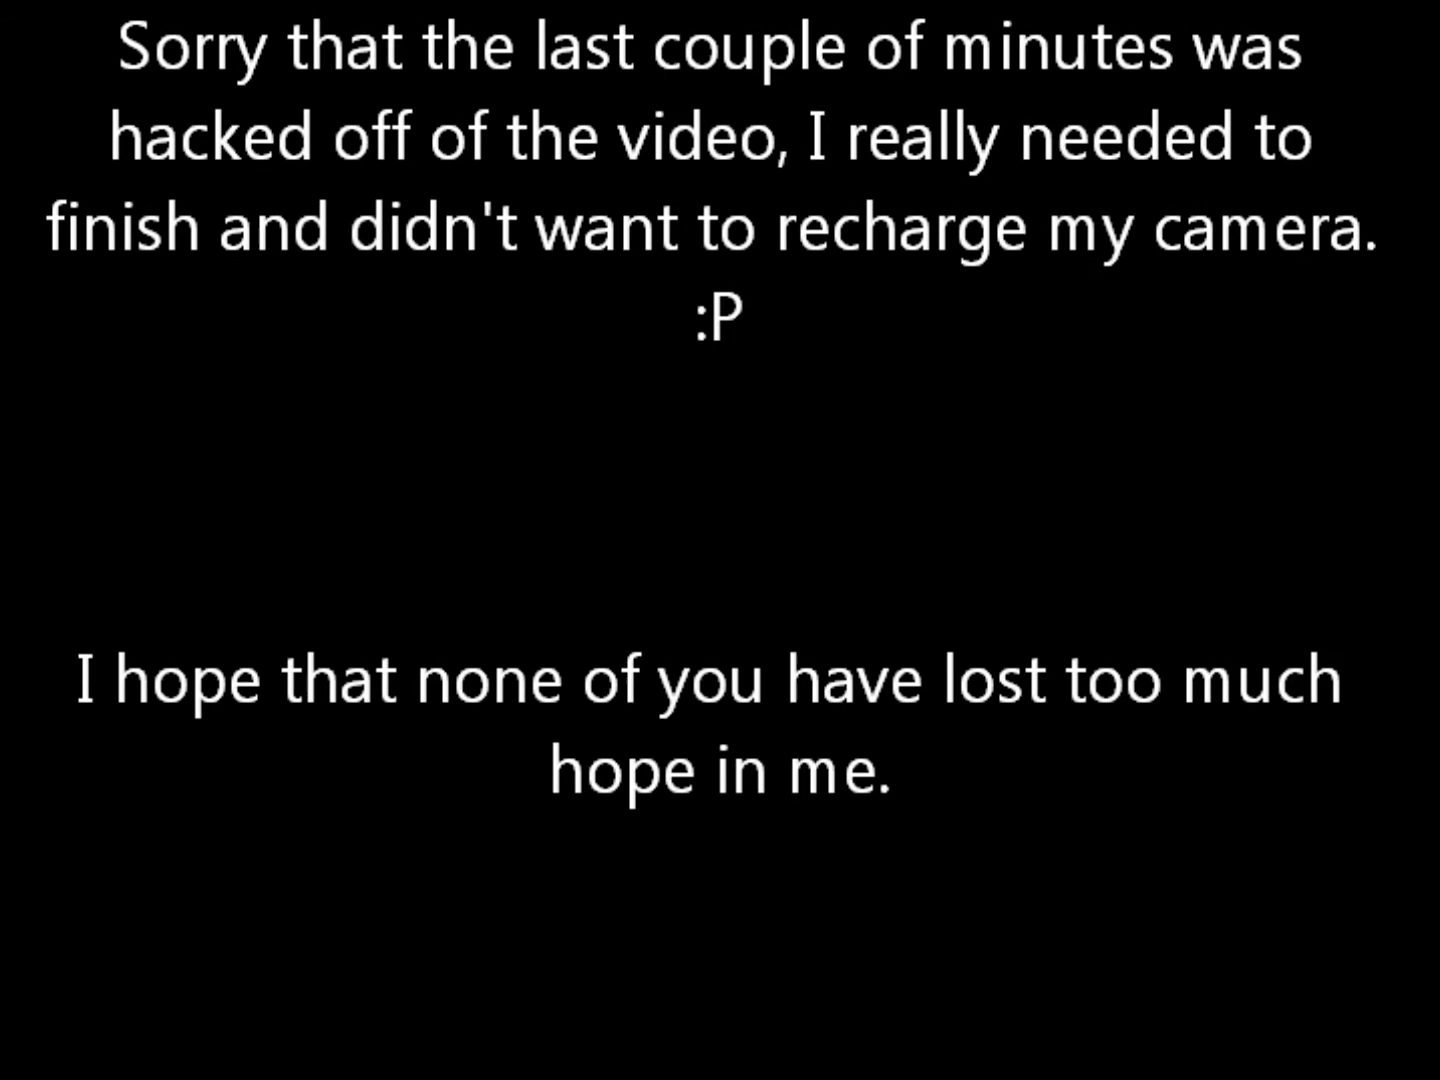 Sorry that the last couple of minutes was
hacked off of the video, I really needed to
finish and didn't want to recharge my camera.
:P
I hope that none of you have lost too much
hope in me.